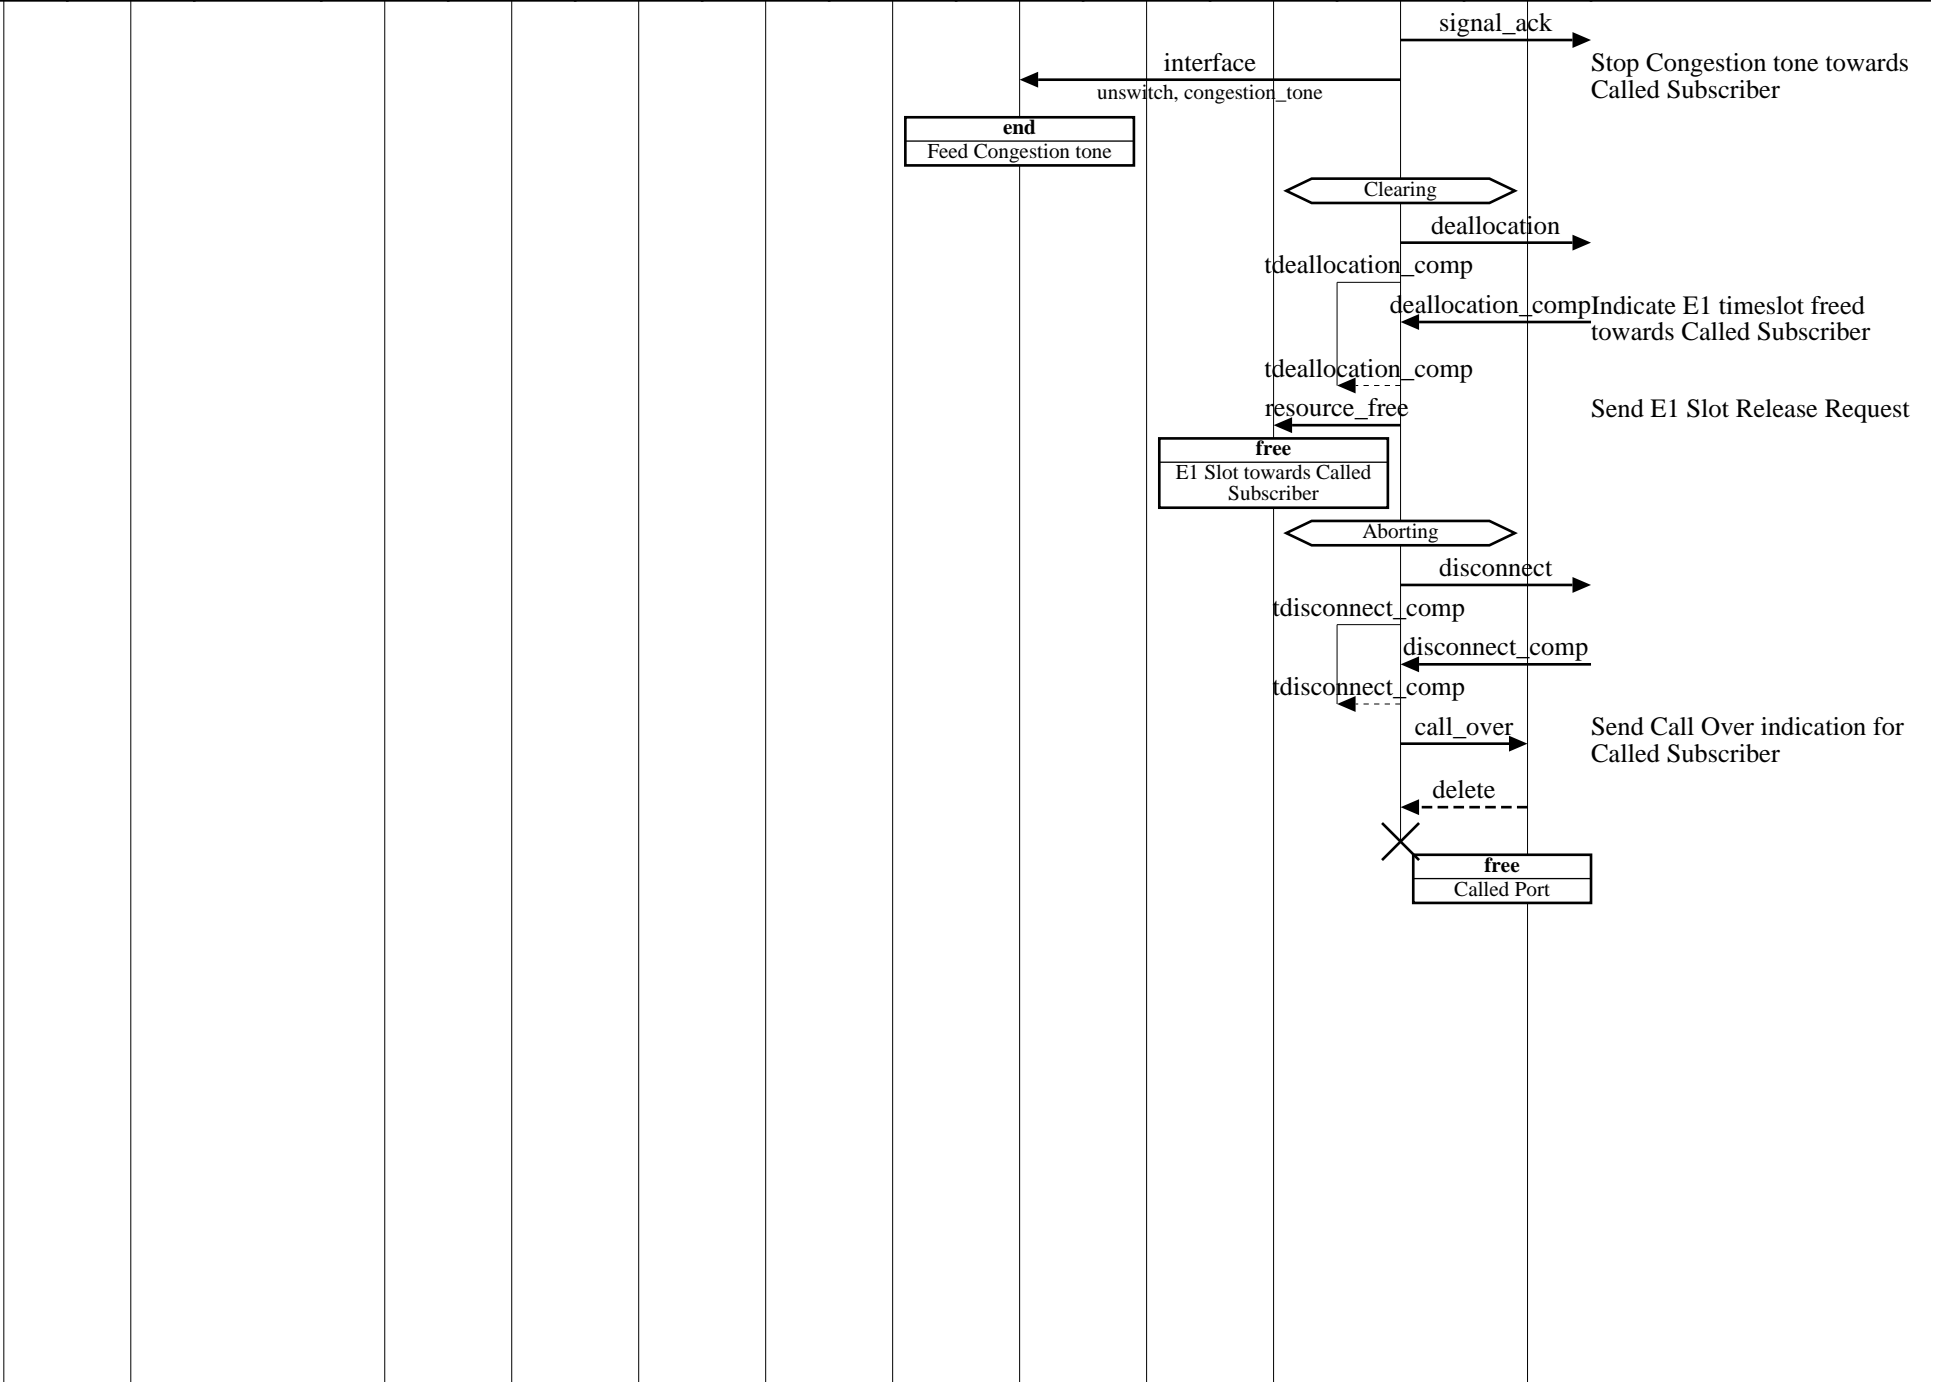 signal_ack
Stop Congestion tone towards
Called Subscriber
interface
unswitch, congestion_tone
end
Feed Congestion tone
Clearing
deallocation
tdeallocation_comp
deallocation_comp
Indicate E1 timeslot freed
towards Called Subscriber
tdeallocation_comp
resource_free
Send E1 Slot Release Request
free
E1 Slot towards Called
Subscriber
Aborting
disconnect
tdisconnect_comp
disconnect_comp
tdisconnect_comp
call_over
Send Call Over indication for
Called Subscriber
delete
free
Called Port